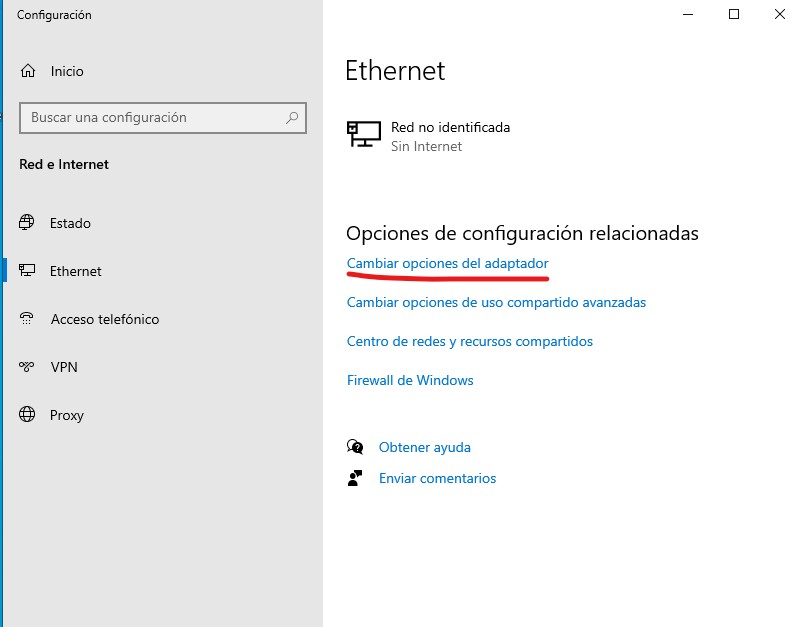 Configuración
Inicio
Buscar una configuración
Red e Internet
Estado
Ethernet
Acceso telefónico
VPN
Proxy
Ethernet
Red no identificada
Sin Internet
Opciones de configuración relacionadas
Cambiar opciones del adaptador
Cambiar opciones de uso compartido avanzadas
Centro de redes y recursos compartidos
Firewall de Windows
Obtener ayuda
Enviar comentarios